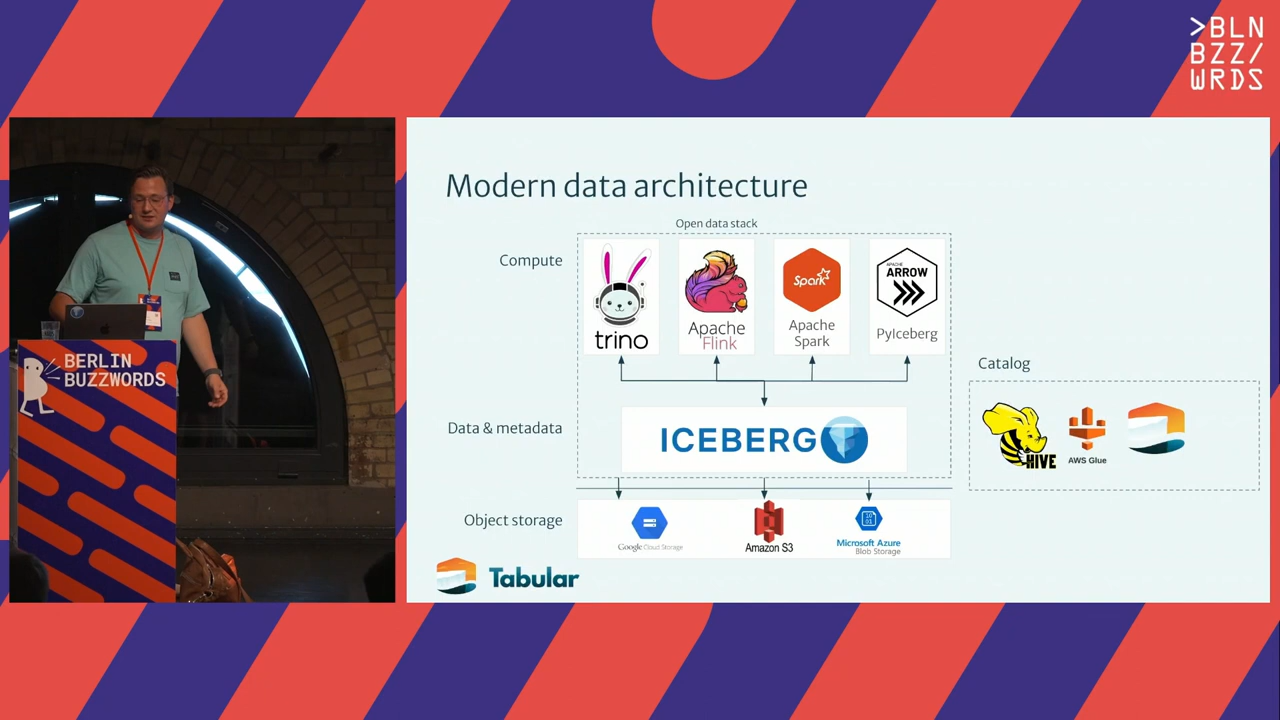 >BLN
BZZ/
WRDS
BERLIN
BUZZWORDS
Modern data architecture
Open data stack
Compute
trino
Apache
Flink
Spark
Apache
Spark
APACHE
ARROW
PyIceberg
Catalog
HIVE
AWS Glue
Data & metadata
ICEBERG
Object storage
Google Cloud Storage
Amazon S3
Microsoft Azure
Blob Storage
Tabular